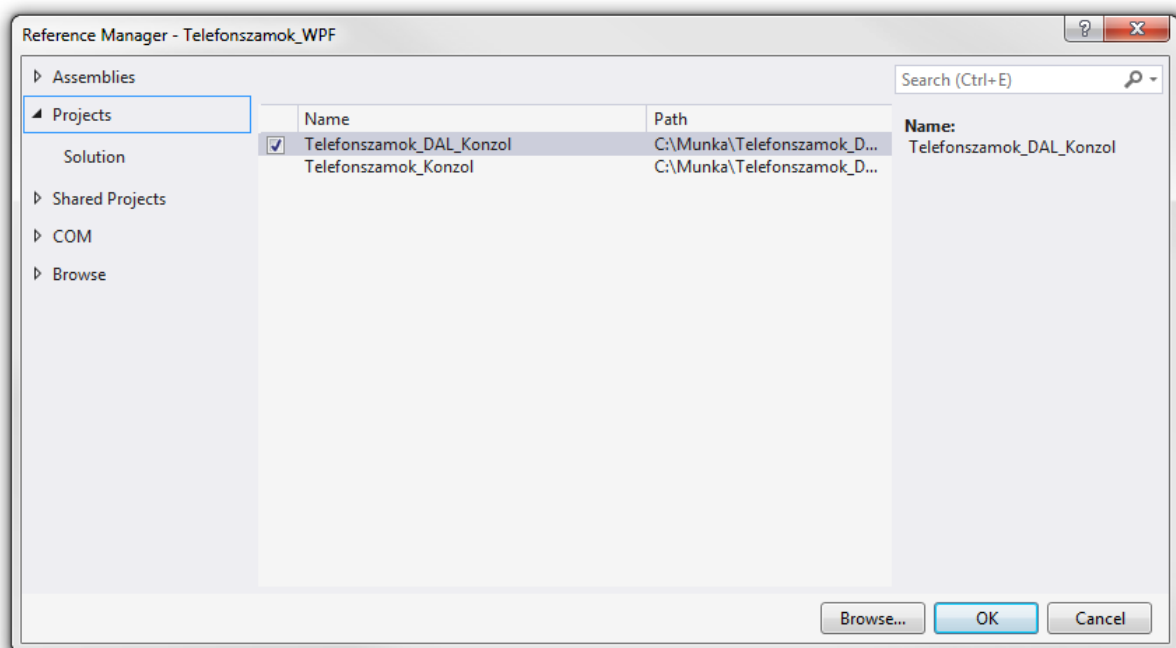 Reference Manager - Telefonszamok_WPF
Assemblies
Projects
Solution
Shared Projects
COM
Browse
Name Path
Telefonszamok_DAL_Konzol C:\Munka\Telefonszamok_D...
Telefonszamok_Konzol C:\Munka\Telefonszamok_D...
Search (Ctrl+E)
Name:
Telefonszamok_DAL_Konzol
Browse... OK Cancel